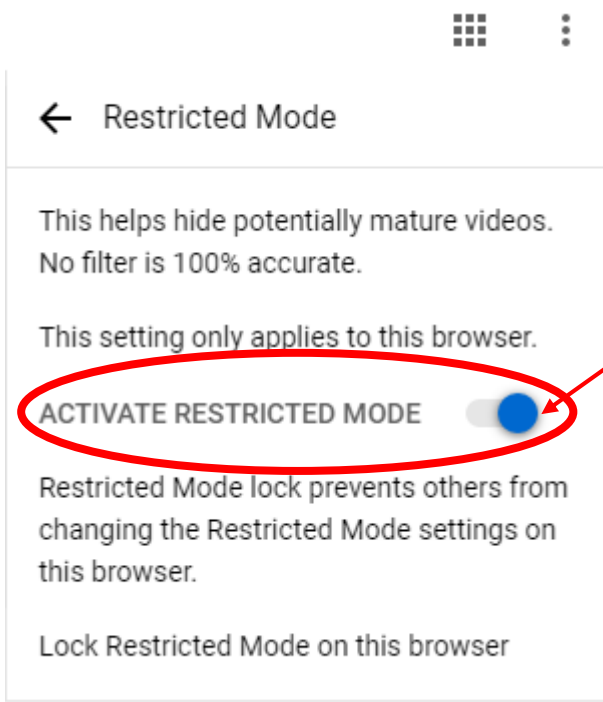 Restricted Mode
This helps hide potentially mature videos.
No filter is 100% accurate.
This setting only applies to this browser.
ACTIVATE RESTRICTED MODE
Restricted Mode lock prevents others from
changing the Restricted Mode settings on
this browser.
Lock Restricted Mode on this browser